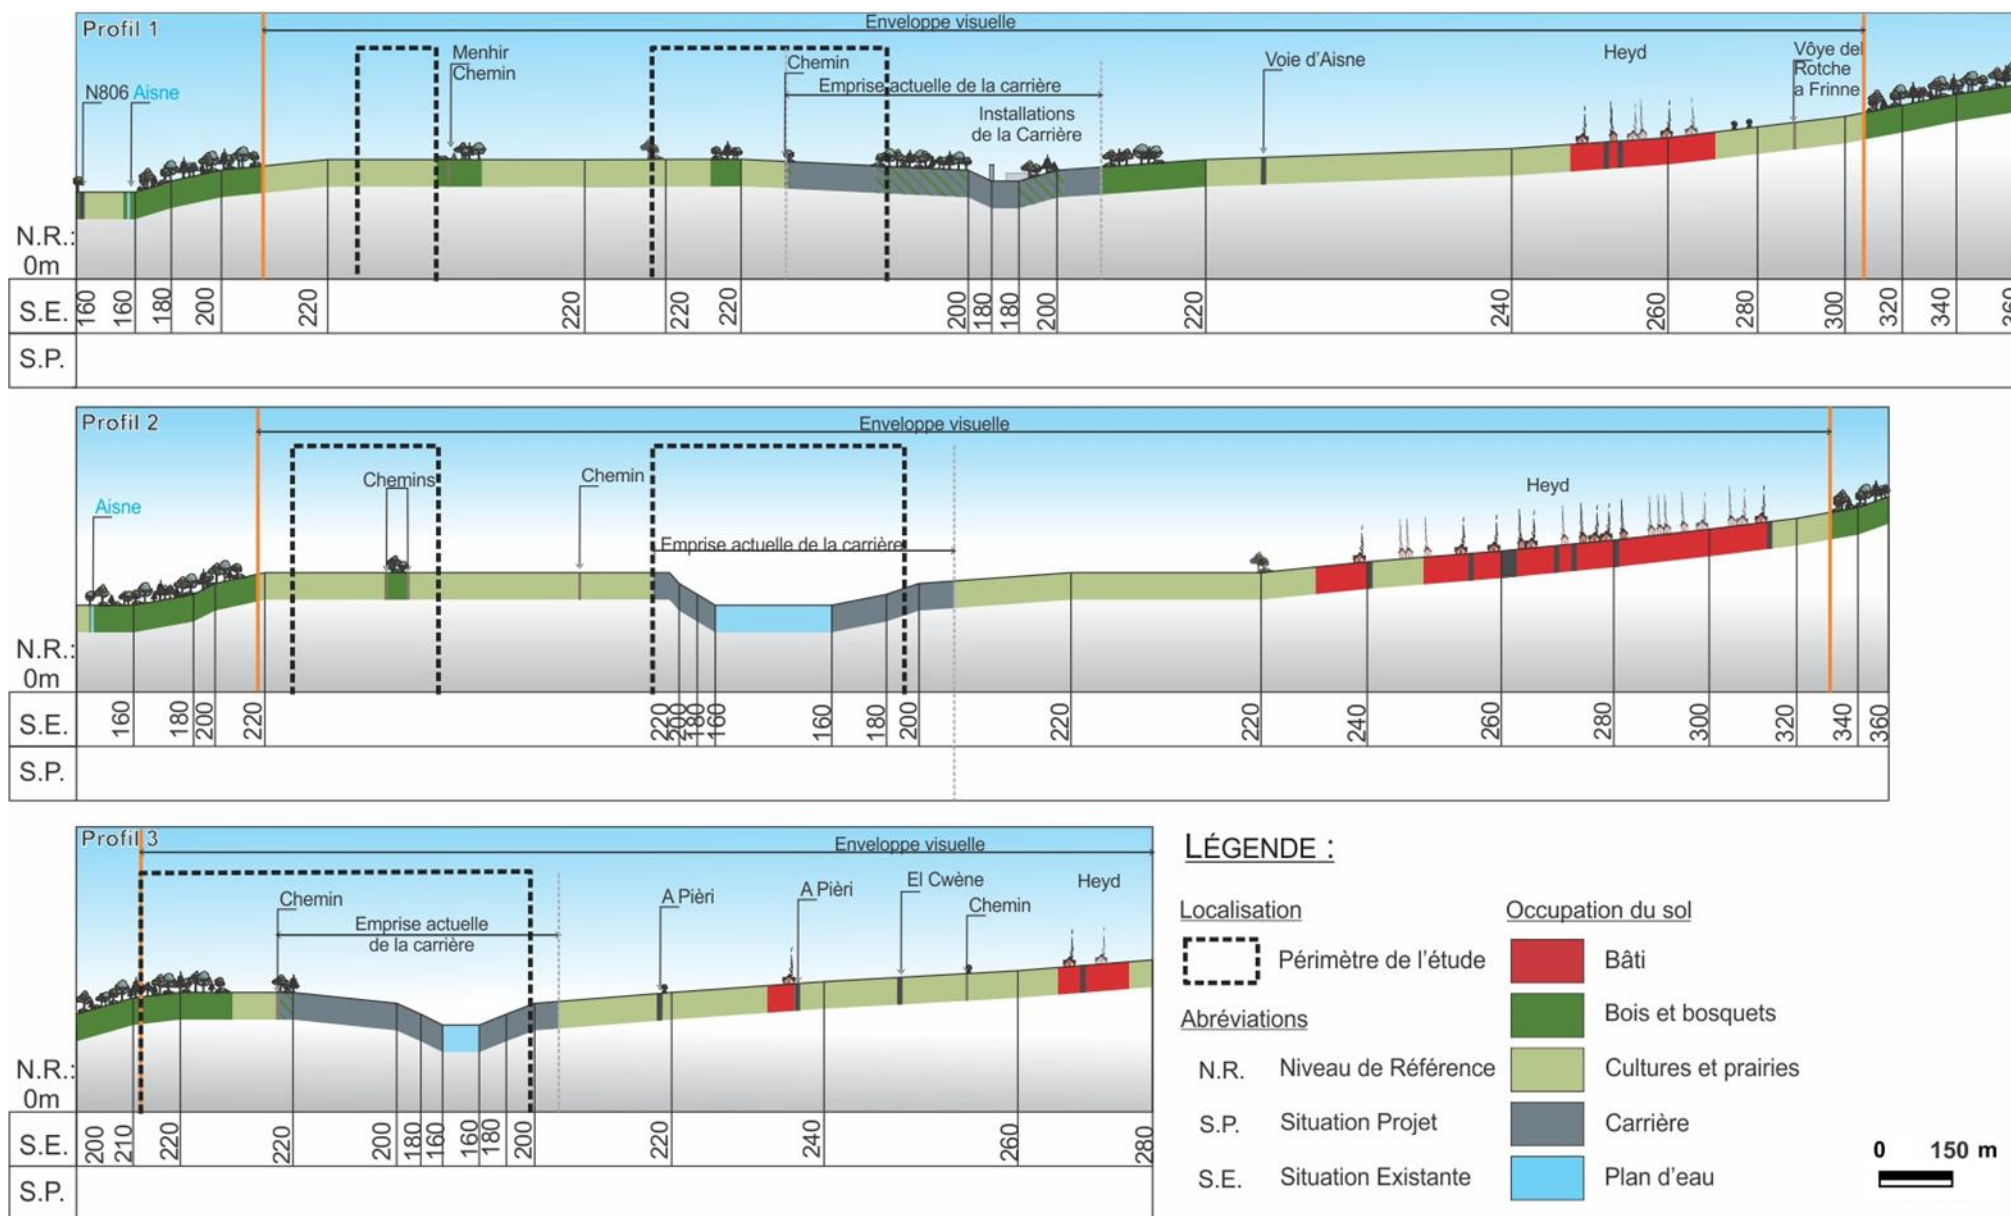 Profil 1
Enveloppe visuelle
Menhir
Chemin
Chemin
Voie d'Aisne
Heyd
Vôye del
Rotche
a Frinne
N806 Aisne
Emprise actuelle de la carrière
Installations
de la Carrière
N.R.:
0m
S.E. 160 160 180 200 220 220 220 220 200 180 180 200 220 240 260 280 300 320 340 360
S.P.
Profil 2
Enveloppe visuelle
Chemins
Chemin
Heyd
Aisne
Emprise actuelle de la carrière
N.R.:
0m
S.E. 160 180 200 220 220 200 180 160 160 180 200 220 220 240 260 280 300 320 340 360
S.P.
Profil 3
Enveloppe visuelle
Chemin
A Pièri
A Pièri
El Cwène
Chemin
Heyd
Emprise actuelle
de la carrière
N.R.:
0m
S.E. 200 210 220 220 200 180 160 160 180 200 220 240 260 280
S.P.
LÉGENDE :
Localisation
Périmètre de l'étude
Abréviations
N.R. Niveau de Référence
S.P. Situation Projet
S.E. Situation Existante
Occupation du sol
Bâti
Bois et bosquets
Cultures et prairies
Carrière
Plan d'eau
0 150 m